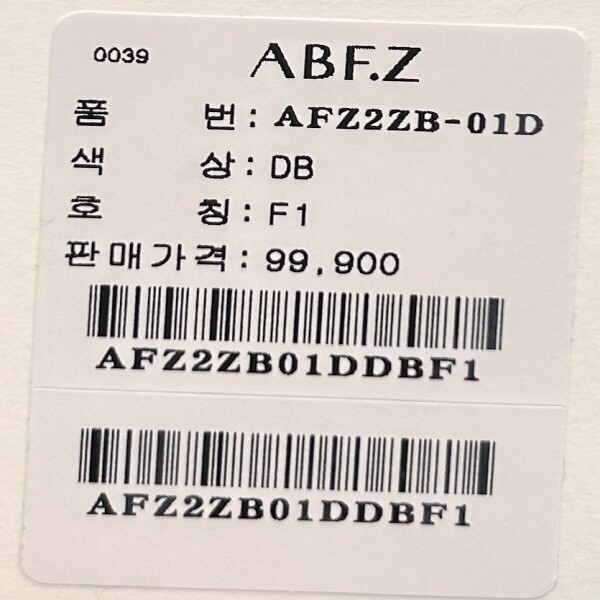 0039 ABF.Z
품 번: AFZ2ZB-01D
색 상: DB
호 칭: F1
판매가격: 99,900
AFZ2ZB01DDBF1
AFZ2ZB01DDBF1